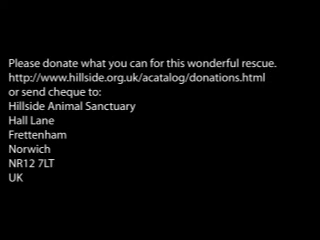 Please donate what you can for this wonderful rescue.
http://www.hillside.org.uk/acatalog/donations.html
or send cheque to:
Hillside Animal Sanctuary
Hall Lane
Frettenham
Norwich
NR12 7LT
UK